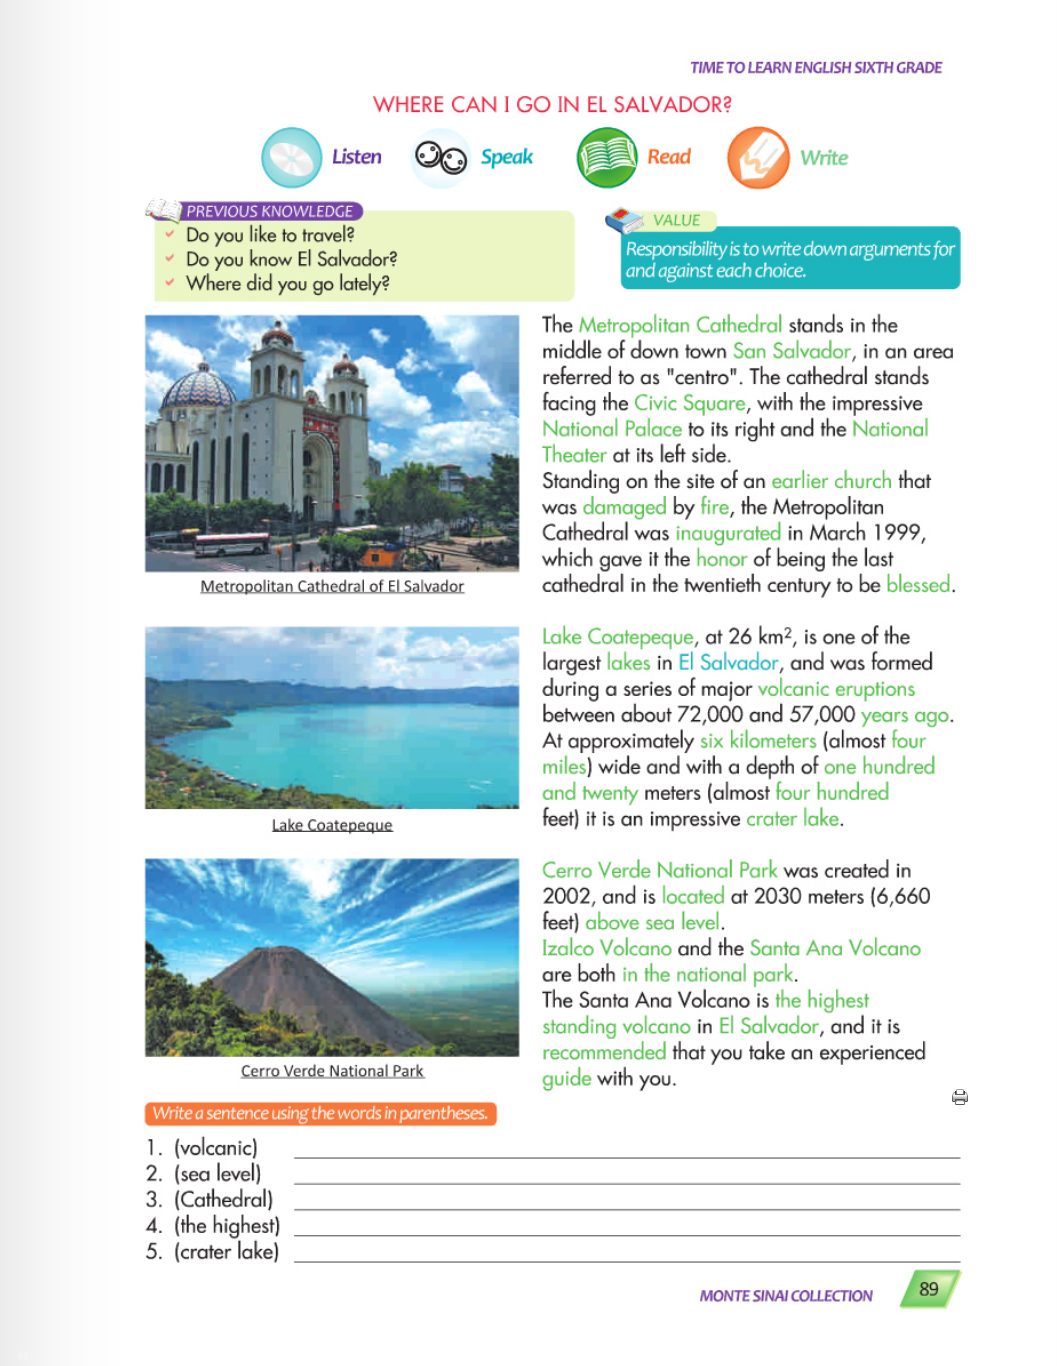 TIME TO LEARN ENGLISH SIXTH GRADE
WHERE CAN I GO IN EL SALVADOR?
Listen
Speak
Read
Write
PREVIOUS KNOWLEDGE
Do you like to travel?
Do you know El Salvador?
Where did you go lately?
VALUE
Responsibility is to write down arguments for
and against each choice.
The Metropolitan Cathedral stands in the
middle of down town San Salvador, in an area
referred to as "centro". The cathedral stands
facing the Civic Square, with the impressive
National Palace to its right and the National
Theater at its left side.
Standing on the site of an earlier church that
was damaged by fire, the Metropolitan
Cathedral was inaugurated in March 1999,
which gave it the honor of being the last
cathedral in the twentieth century to be blessed.
Metropolitan Cathedral of El Salvador
Lake Coatepeque, at 26 km², is one of the
largest lakes in El Salvador, and was formed
during a series of major volcanic eruptions
between about 72,000 and 57,000 years ago.
At approximately six kilometers (almost four
miles) wide and with a depth of one hundred
and twenty meters (almost four hundred
feet) it is an impressive crater lake.
Lake Coatepeque
Cerro Verde National Park was created in
2002, and is located at 2030 meters (6,660
feet) above sea level.
Izalco Volcano and the Santa Ana Volcano
are both in the national park.
The Santa Ana Volcano is the highest
standing volcano in El Salvador, and it is
recommended that you take an experienced
guide with you.
Cerro Verde National Park
Write a sentence using the words in parentheses.
1. (volcanic)
2. (sea level)
3. (Cathedral)
4. (the highest)
5. (crater lake)
MONTE SINAI COLLECTION
89